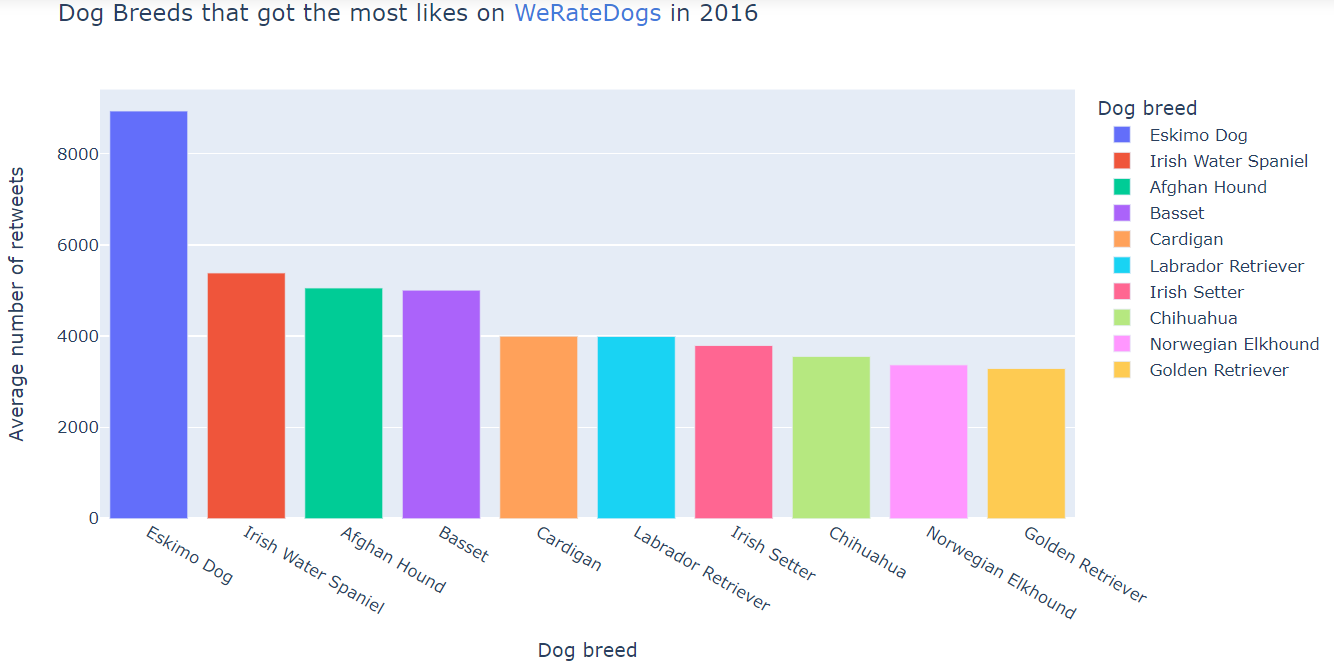 Dog Breeds that got the most likes on WeRateDogs in 2016
Average number of retweets
8000
6000
4000
2000
0
Eskimo Dog
Irish Water Spaniel
Afghan Hound
Basset
Cardigan
Labrador Retriever
Irish Setter
Chihuahua
Norwegian Elkhound
Golden Retriever
Dog breed
Dog breed
Eskimo Dog
Irish Water Spaniel
Afghan Hound
Basset
Cardigan
Labrador Retriever
Irish Setter
Chihuahua
Norwegian Elkhound
Golden Retriever